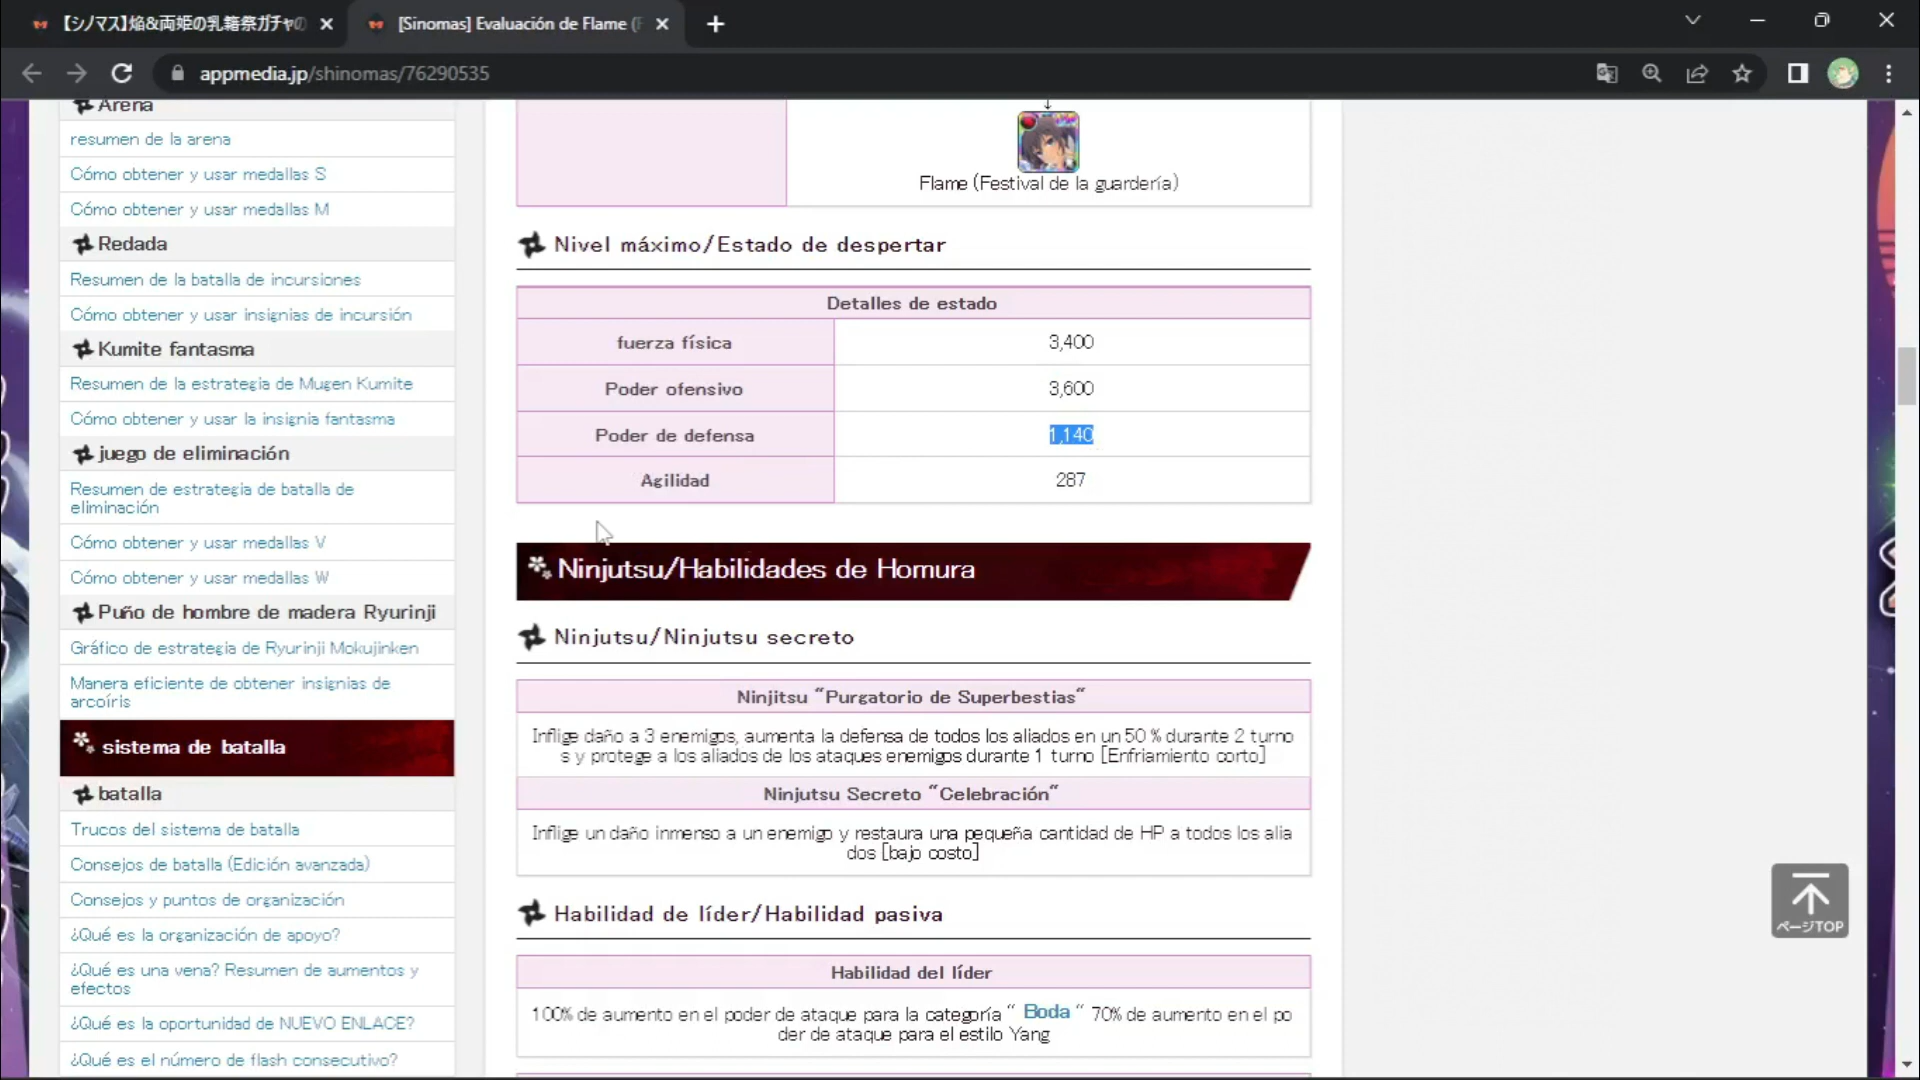 【シノマス】焔&両姫の乳籍祭ガチャの
[Sinomas] Evaluación de Flame (F
appmedia.jp/shinomas/76290535
Arena
resumen de la arena
Cómo obtener y usar medallas S
Cómo obtener y usar medallas M
Redada
Resumen de la batalla de incursiones
Cómo obtener y usar insignias de incursión
Kumite fantasma
Resumen de la estrategia de Mugen Kumite
Cómo obtener y usar la insignia fantasma
juego de eliminación
Resumen de estrategia de batalla de
eliminación
Cómo obtener y usar medallas V
Cómo obtener y usar medallas W
Puño de hombre de madera Ryurinji
Gráfico de estrategia de Ryurinji Mokujinken
Manera eficiente de obtener insignias de
arcoíris
sistema de batalla
batalla
Trucos del sistema de batalla
Consejos de batalla (Edición avanzada)
Consejos y puntos de organización
¿Qué es la organización de apoyo?
¿Qué es una vena? Resumen de aumentos y
efectos
¿Qué es la oportunidad de NUEVO ENLACE?
¿Qué es el número de flash consecutivo?
↓
Flame (Festival de la guardería)
Nivel máximo/Estado de despertar
Detalles de estado
fuerza física 3,400
Poder ofensivo 3,600
Poder de defensa 1,140
Agilidad 287
Ninjutsu/Habilidades de Homura
Ninjutsu/Ninjutsu secreto
Ninjitsu "Purgatorio de Superbestias"
Inflige daño a 3 enemigos, aumenta la defensa de todos los aliados en un 50 % durante 2 turno
s y protege a los aliados de los ataques enemigos durante 1 turno [Enfriamiento corto]
Ninjutsu Secreto "Celebración"
Inflige un daño inmenso a un enemigo y restaura una pequeña cantidad de HP a todos los alia
dos [bajo costo]
Habilidad de líder/Habilidad pasiva
Habilidad del líder
100% de aumento en el poder de ataque para la categoría " Boda " 70% de aumento en el po
der de ataque para el estilo Yang
ページTOP